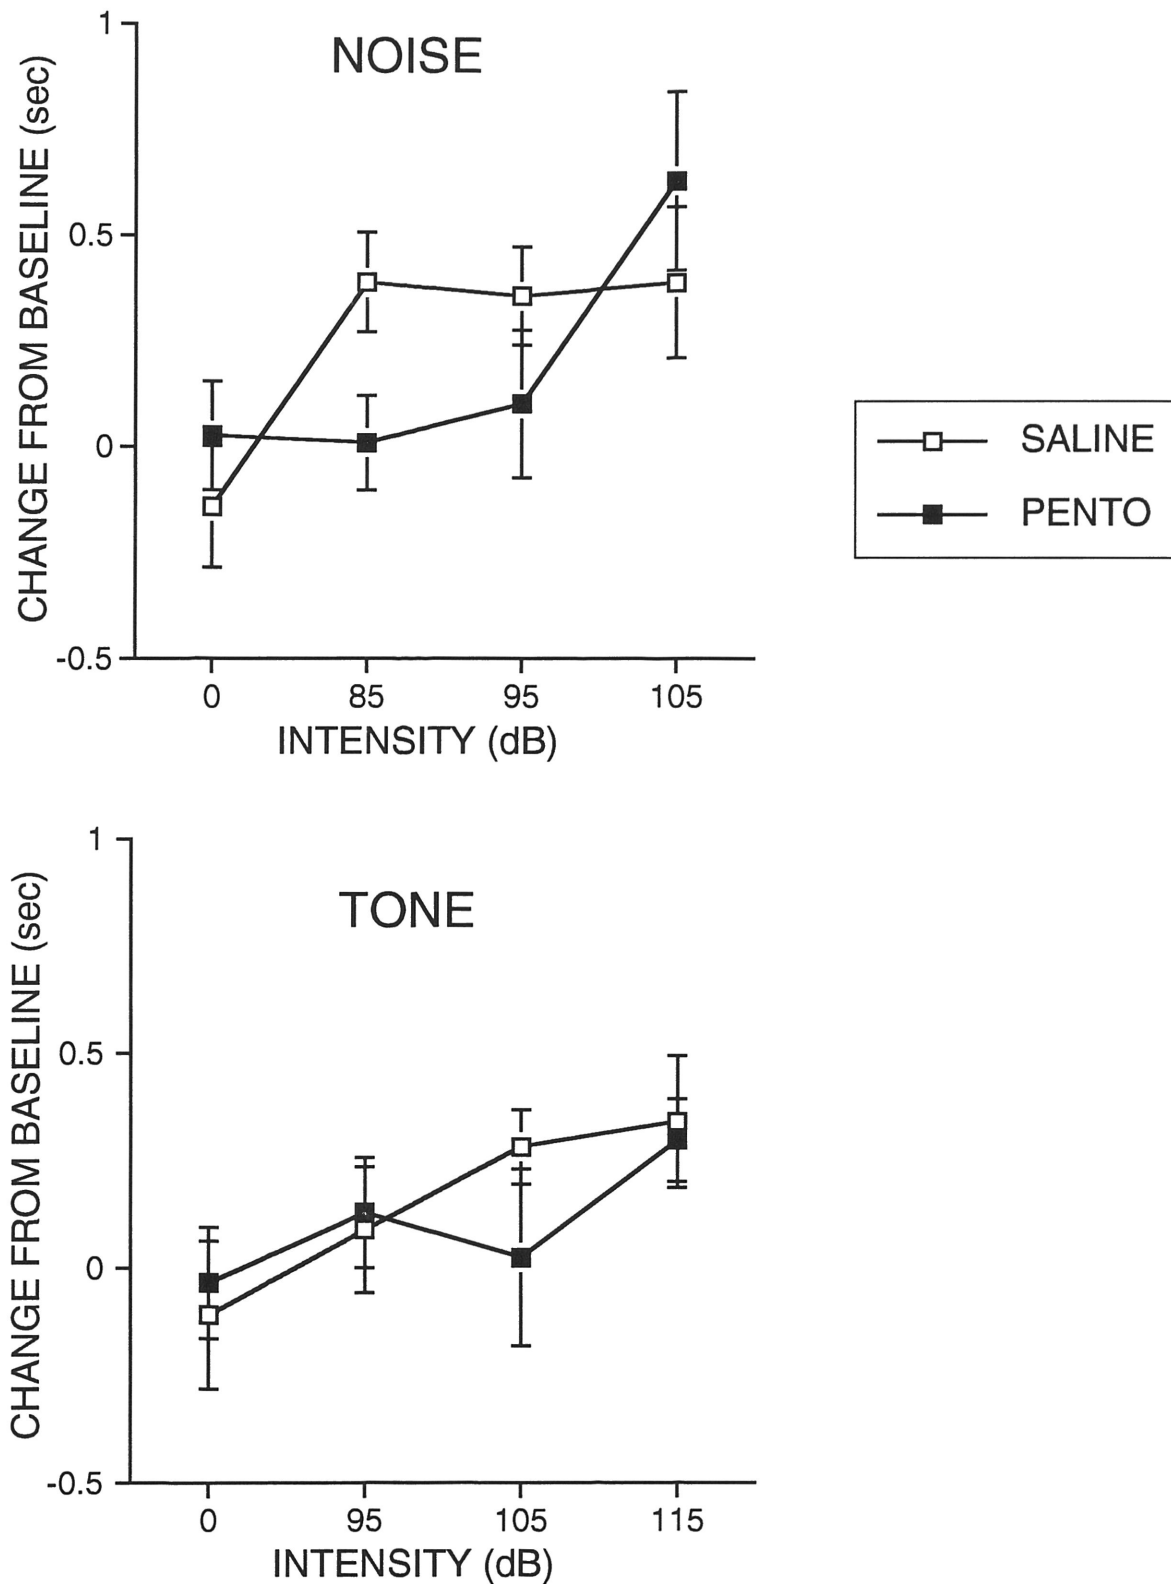 NOISE
CHANGE FROM BASELINE (sec)
1
0.5
0
-0.5
0 85 95 105
INTENSITY (dB)
SALINE
PENTO
TONE
CHANGE FROM BASELINE (sec)
1
0.5
0
-0.5
0 95 105 115
INTENSITY (dB)